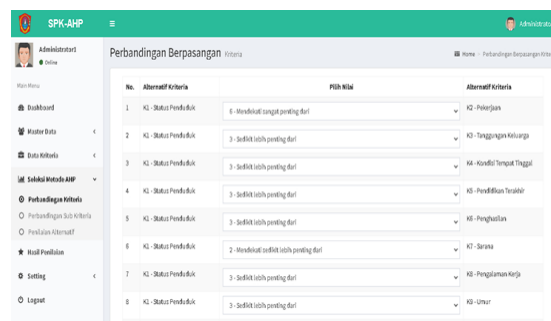 SPK-AHP
Administrato
Administrator1
Online
Perbandingan Berpasangan Kriteria
Home - Perbandingan Berpasangan Krite
Main Menu
Dashboard
Master Data
Data Kriteria
Seleksi Metode AHP
Perbandingan Kriteria
Perbandingan Sub Kriteria
Penilaian Alternatif
Hasil Penilaian
Setting
Logout
No. Alternatif Kriteria Pilih Nilai Alternatif Kriteria
1 K1 - Status Penduduk 6 - Mendekati sangat penting dari K2 - Pekerjaan
2 K1 - Status Penduduk 3 - Sedikit lebih penting dari K3 - Tanggungan Keluarga
3 K1 - Status Penduduk 3 - Sedikit lebih penting dari K4 - Kondisi Tempat Tinggal
4 K1 - Status Penduduk 3 - Sedikit lebih penting dari K5 - Pendidikan Terakhir
5 K1 - Status Penduduk 3 - Sedikit lebih penting dari K6 - Penghasilan
6 K1 - Status Penduduk 2 - Mendekati sedikit lebih penting dari K7 - Sarana
7 K1 - Status Penduduk 3 - Sedikit lebih penting dari K8 - Pengalaman Kerja
8 K1 - Status Penduduk 3 - Sedikit lebih penting dari K9 - Umur